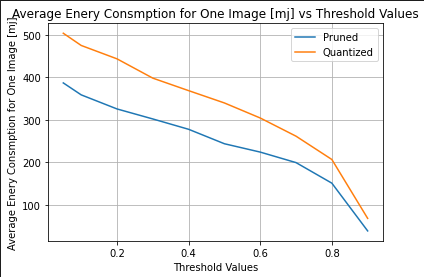 Average Enery Consmption for One Image [mj] vs Threshold Values
Average Enery Consmption for One Image [mj]
500
400
300
200
100
Pruned
Quantized
0.2
0.4
0.6
0.8
Threshold Values